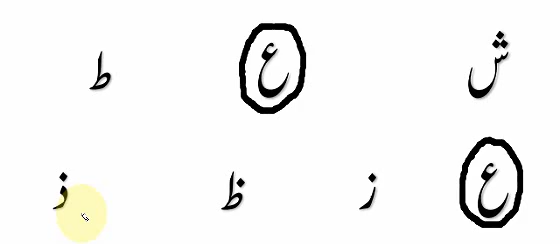 ش ع ط
ع ز ظ ذ